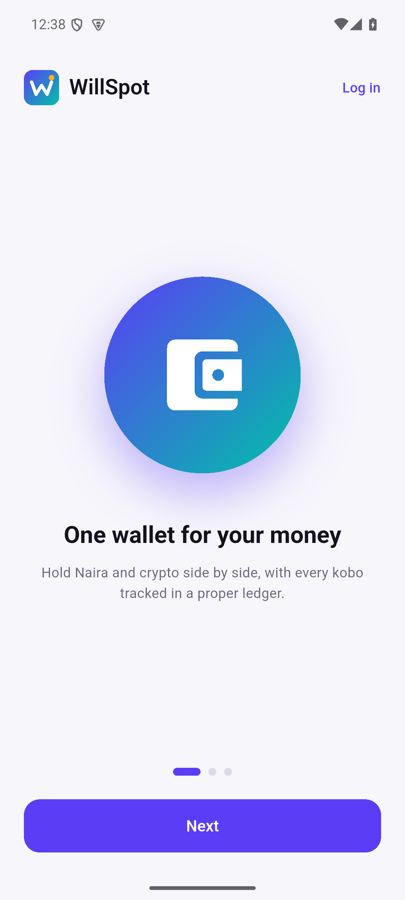 12:38
WillSpot
Log in
One wallet for your money
Hold Naira and crypto side by side, with every kobo
tracked in a proper ledger.
Next